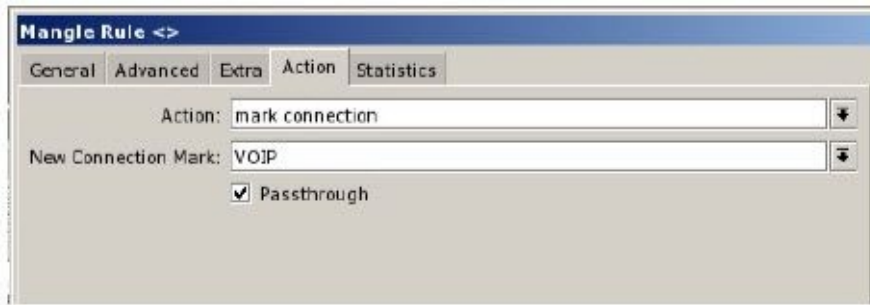 Mangle Rule <>
General Advanced Extra Action Statistics
Action: mark connection
New Connection Mark: VOIP
Passthrough